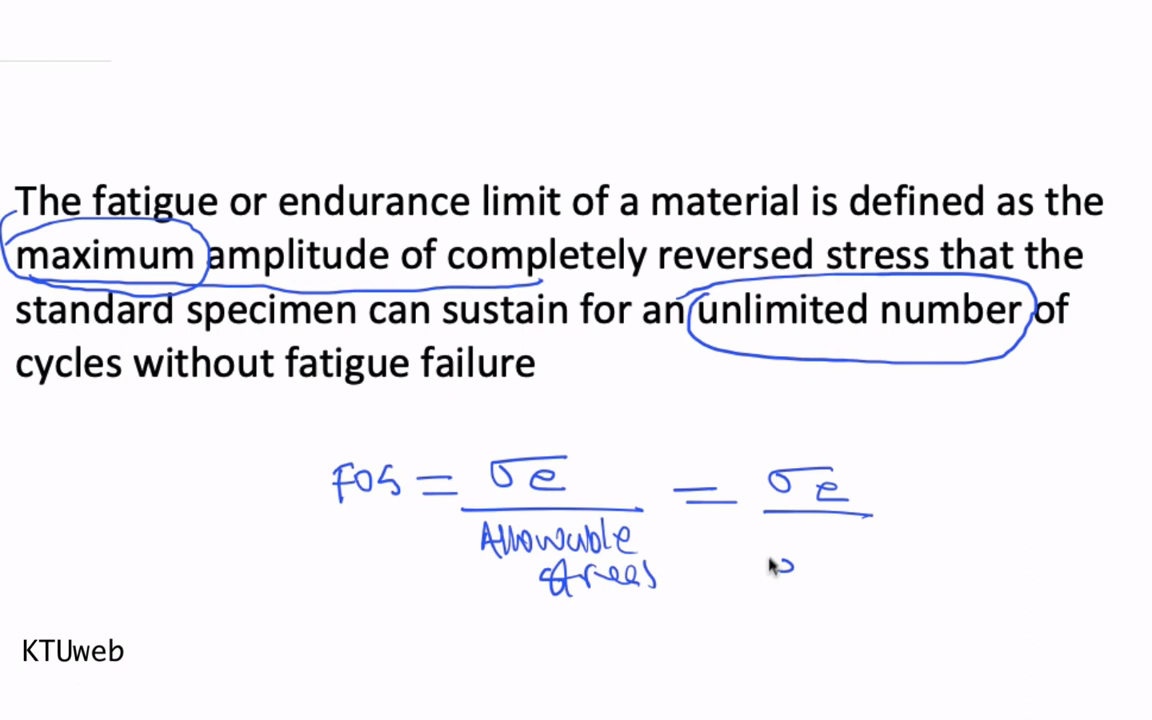 The fatigue or endurance limit of a material is defined as the
maximum amplitude of completely reversed stress that the
standard specimen can sustain for an unlimited number of
cycles without fatigue failure
FOS = σe / Allowable stress = σe /
KTUweb